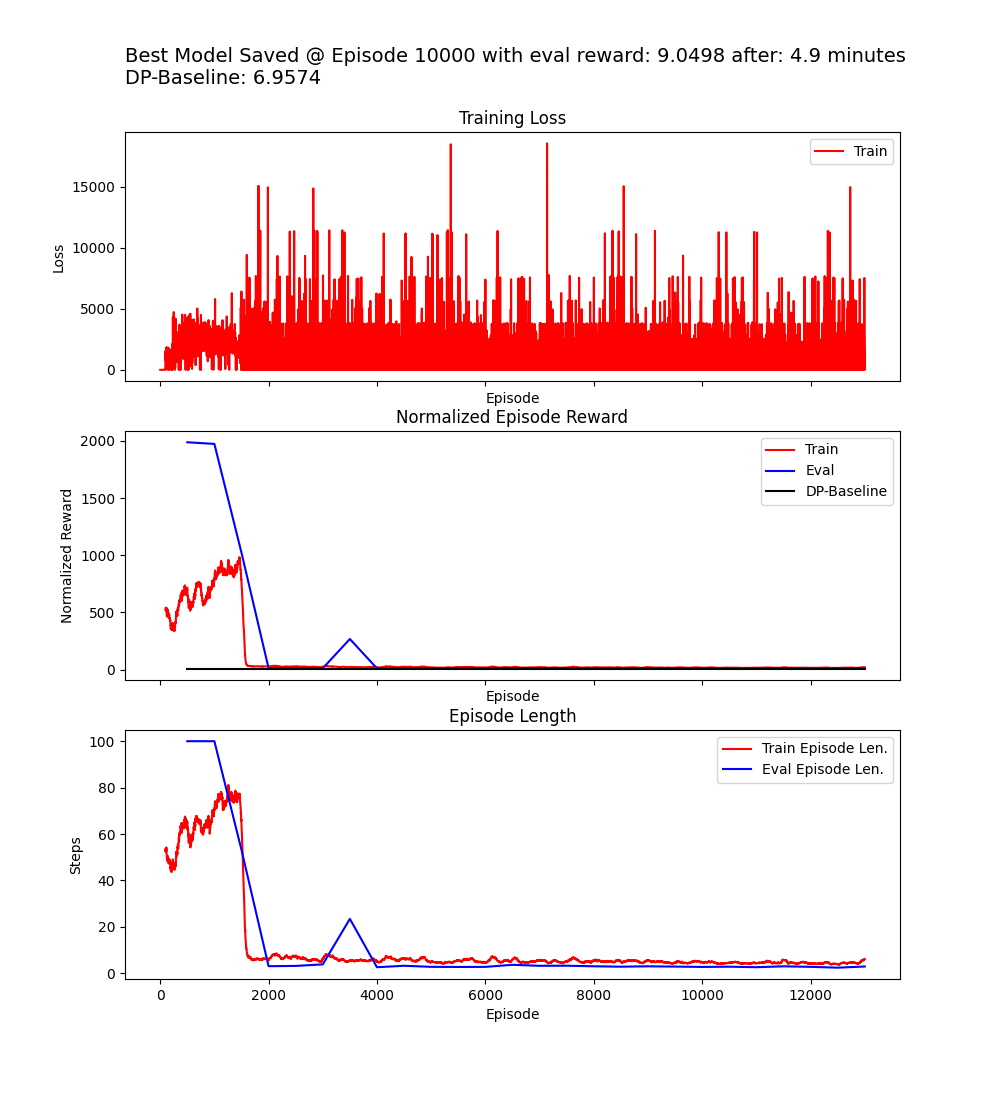 Best Model Saved @ Episode 10000 with eval reward: 9.0498 after: 4.9 minutes
DP-Baseline: 6.9574
Training Loss
Train
15000
10000
5000
0
Loss
Episode
Normalized Episode Reward
Train
Eval
DP-Baseline
2000
1500
1000
500
0
Normalized Reward
Episode
Episode Length
Train Episode Len.
Eval Episode Len.
100
80
60
40
20
0
Steps
0 2000 4000 6000 8000 10000 12000
Episode